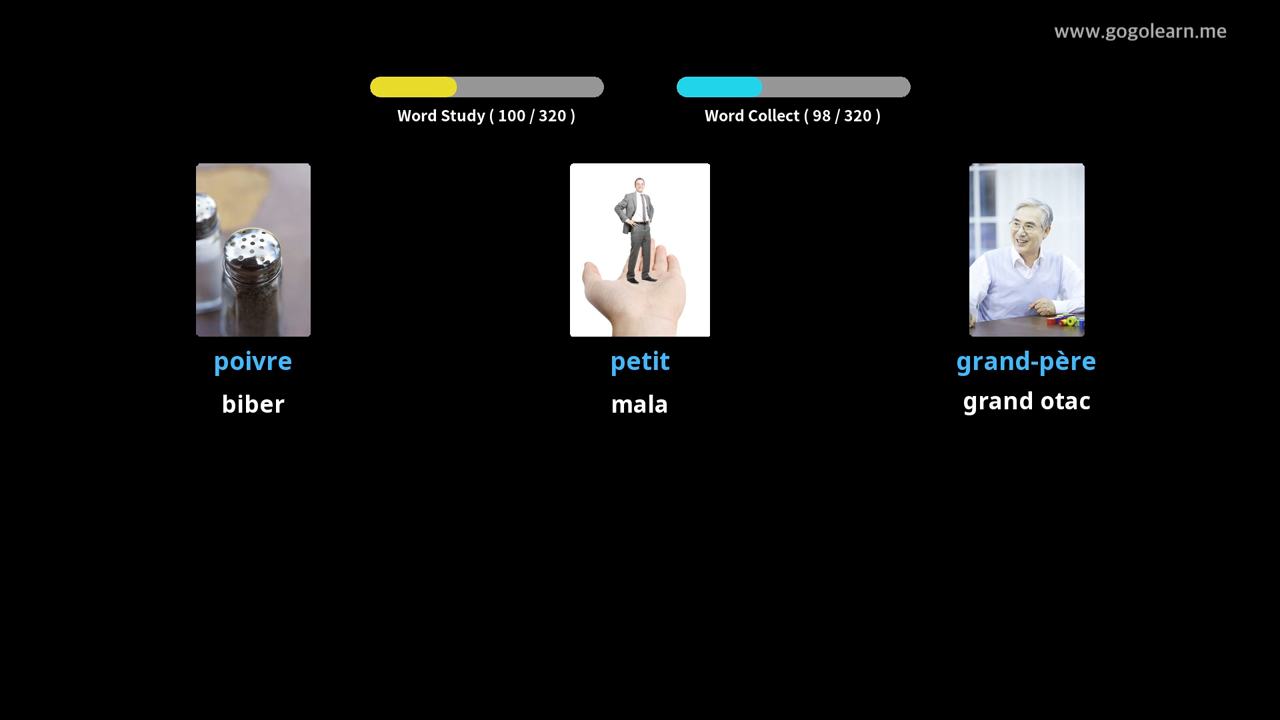 www.gogolearn.me
Word Study ( 100 / 320 )
Word Collect ( 98 / 320 )
poivre
petit
grand-père
biber
mala
grand otac